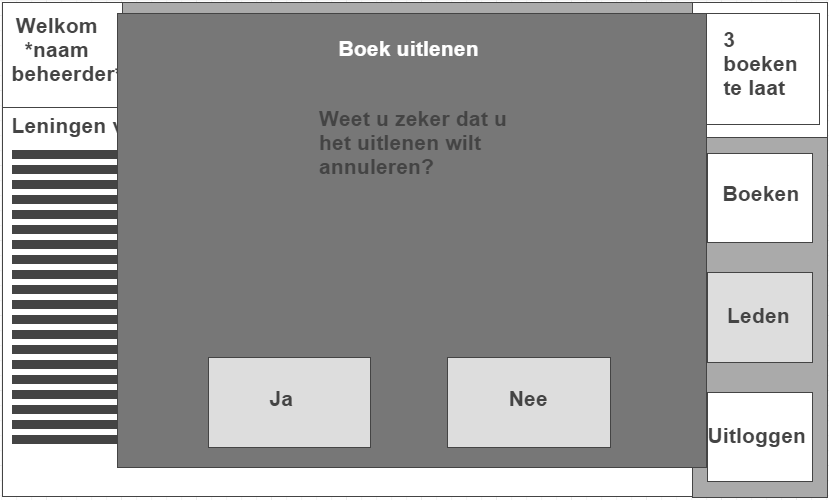 Welkom
*naam
beheerder*
Boek uitlenen
3
boeken
te laat
Leningen
Weet u zeker dat u
het uitlenen wilt
annuleren?
Boeken
Leden
Ja
Nee
Uitloggen